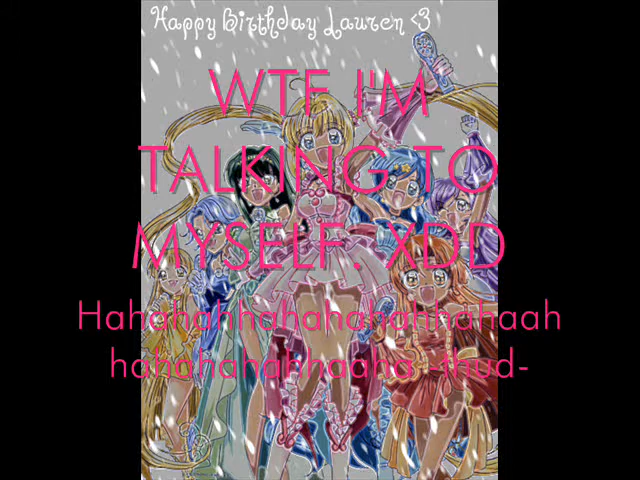 Happy Birthday Lauren <3
WTF I'M
TALKING TO
MYSELF. XDD
Hahahahhahahahahhahaah
hahahahahhaaha -thud-